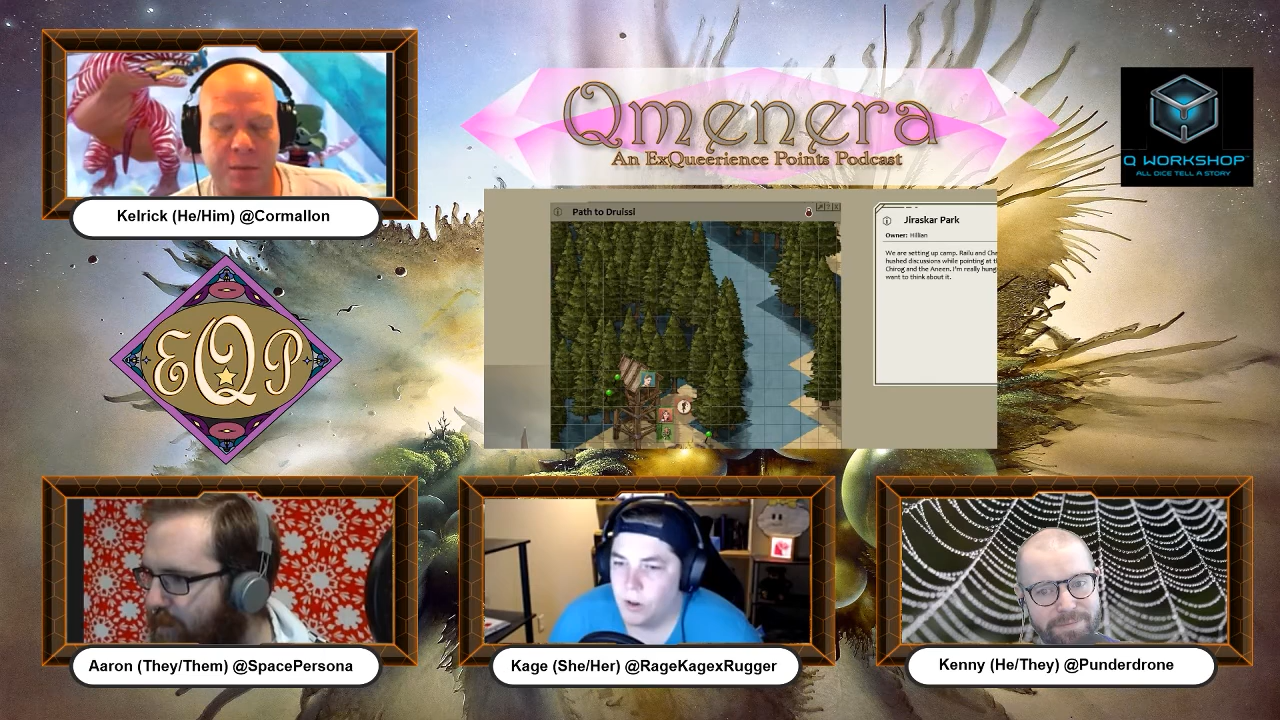 Qmenera
An ExQueerience Points Podcast
Q WORKSHOP
ALL DICE TELL A STORY
Path to Druissi
Jiraskar Park
Owner: Hillian
We are setting up camp. Railu and Cha
hushed discussions while pointing at th
Chirog and the Aneen. I'm really hung
want to think about it.
Kelrick (He/Him) @Cormallon
EQP
Aaron (They/Them) @SpacePersona
Kage (She/Her) @RageKagexRugger
Kenny (He/They) @Punderdrone